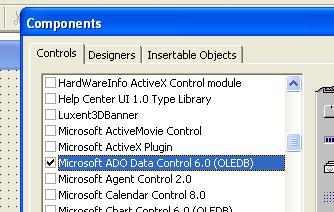 Components
Controls Designers Insertable Objects
HardWareInfo ActiveX Control module
Help Center UI 1.0 Type Library
Luxent3DBanner
Microsoft ActiveMovie Control
Microsoft ActiveX Plugin
Microsoft ADO Data Control 6.0 (OLEDB)
Microsoft Agent Control 2.0
Microsoft Calendar Control 8.0
Microsoft Chart Control 6.0 (OLEDB)